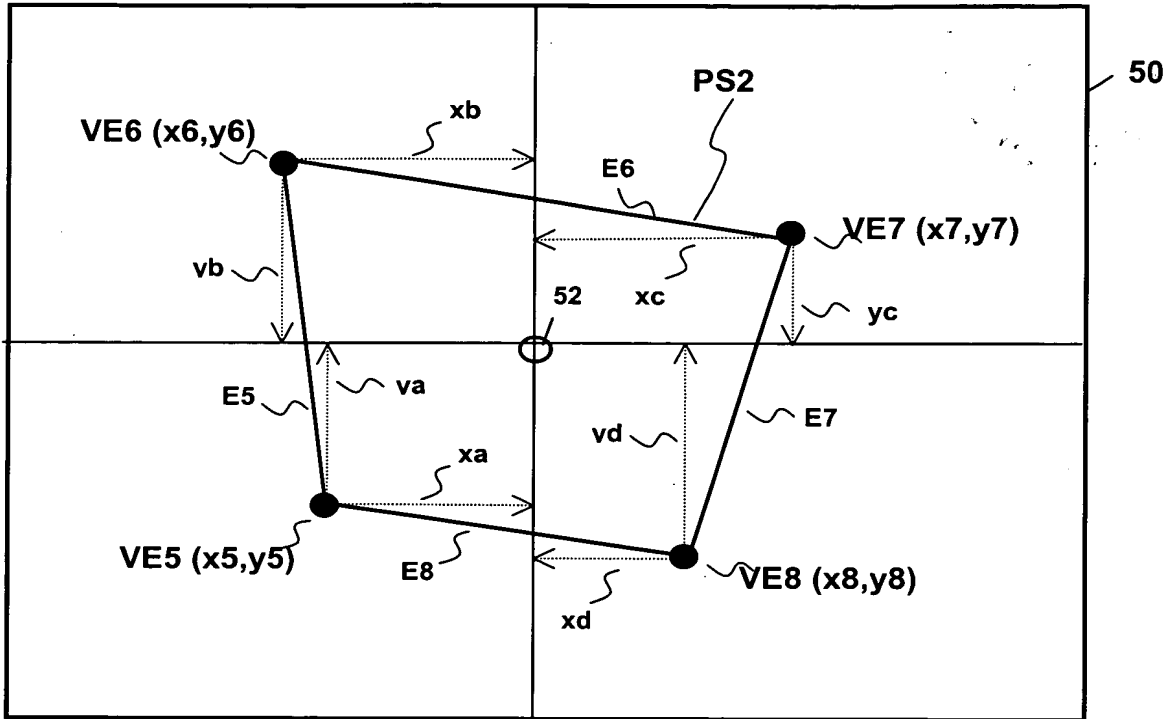 50
PS2
xb
VE6 (x6,y6)
E6
VE7 (x7,y7)
vb
xc
52
yc
E5
va
E7
vd
xa
VE5 (x5,y5)
E8
VE8 (x8,y8)
xd